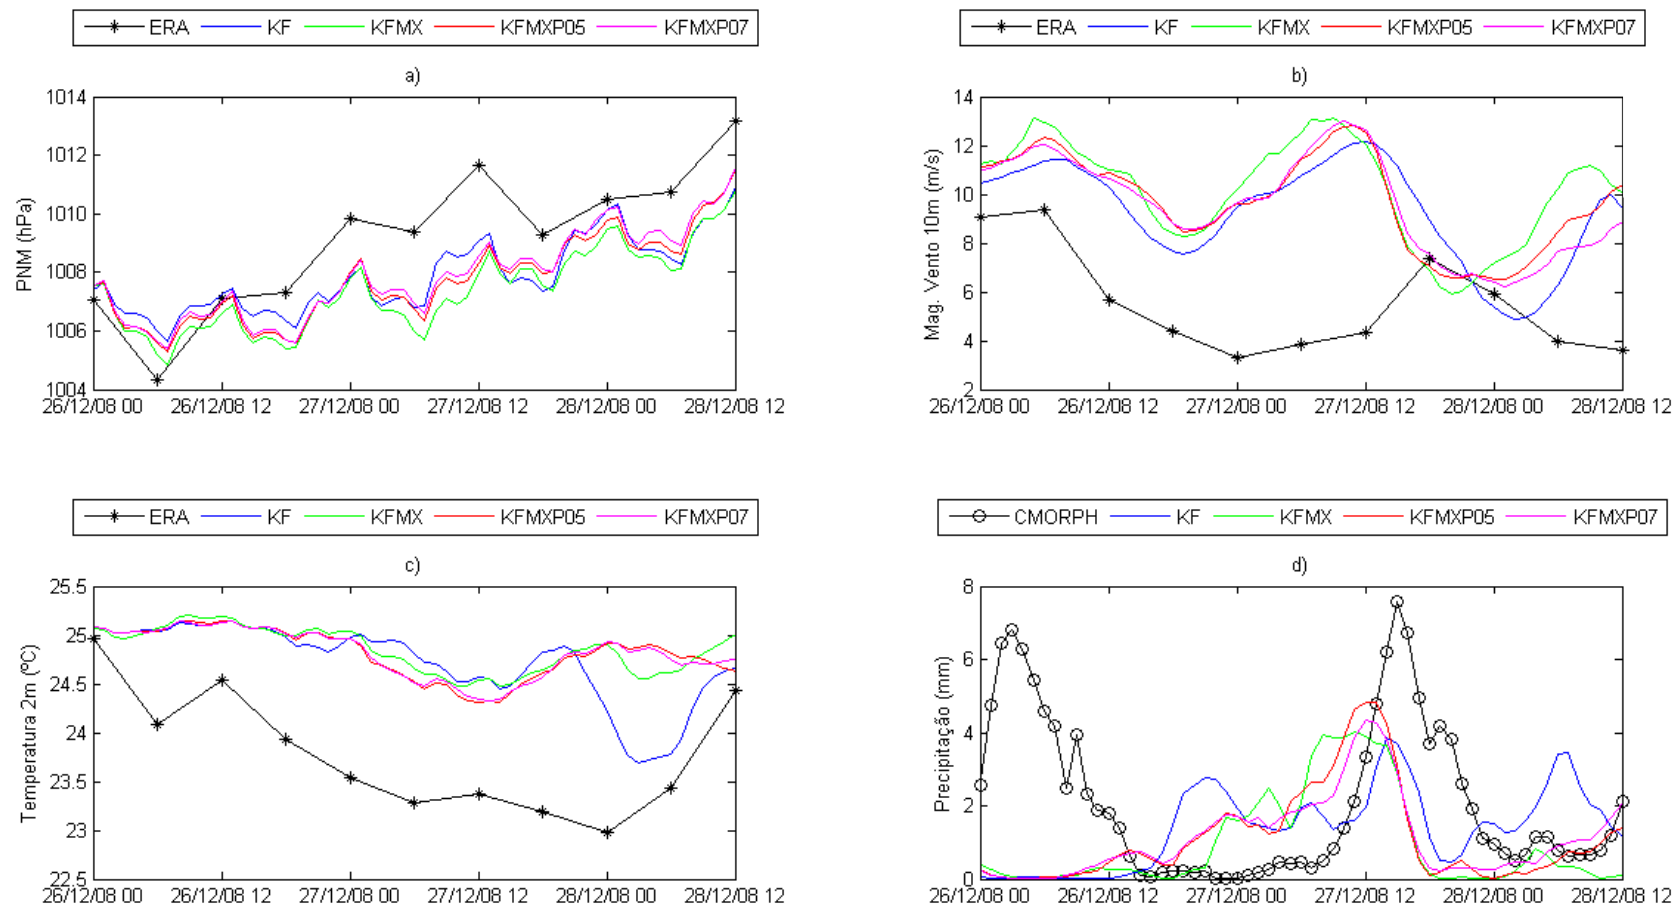 ERA KF KFMX KFMXP05 KFMXP07
a)
PNM (hPa)
1014
1012
1010
1008
1006
1004
26/12/08 00 26/12/08 12 27/12/08 00 27/12/08 12 28/12/08 00 28/12/08 12
ERA KF KFMX KFMXP05 KFMXP07
b)
Mag. Vento 10m (m/s)
14
12
10
8
6
4
2
26/12/08 00 26/12/08 12 27/12/08 00 27/12/08 12 28/12/08 00 28/12/08 12
ERA KF KFMX KFMXP05 KFMXP07
c)
Temperatura 2m (ºC)
25.5
25
24.5
24
23.5
23
22.5
26/12/08 00 26/12/08 12 27/12/08 00 27/12/08 12 28/12/08 00 28/12/08 12
CMORPH KF KFMX KFMXP05 KFMXP07
d)
Precipitação (mm)
8
6
4
2
0
26/12/08 00 26/12/08 12 27/12/08 00 27/12/08 12 28/12/08 00 28/12/08 12